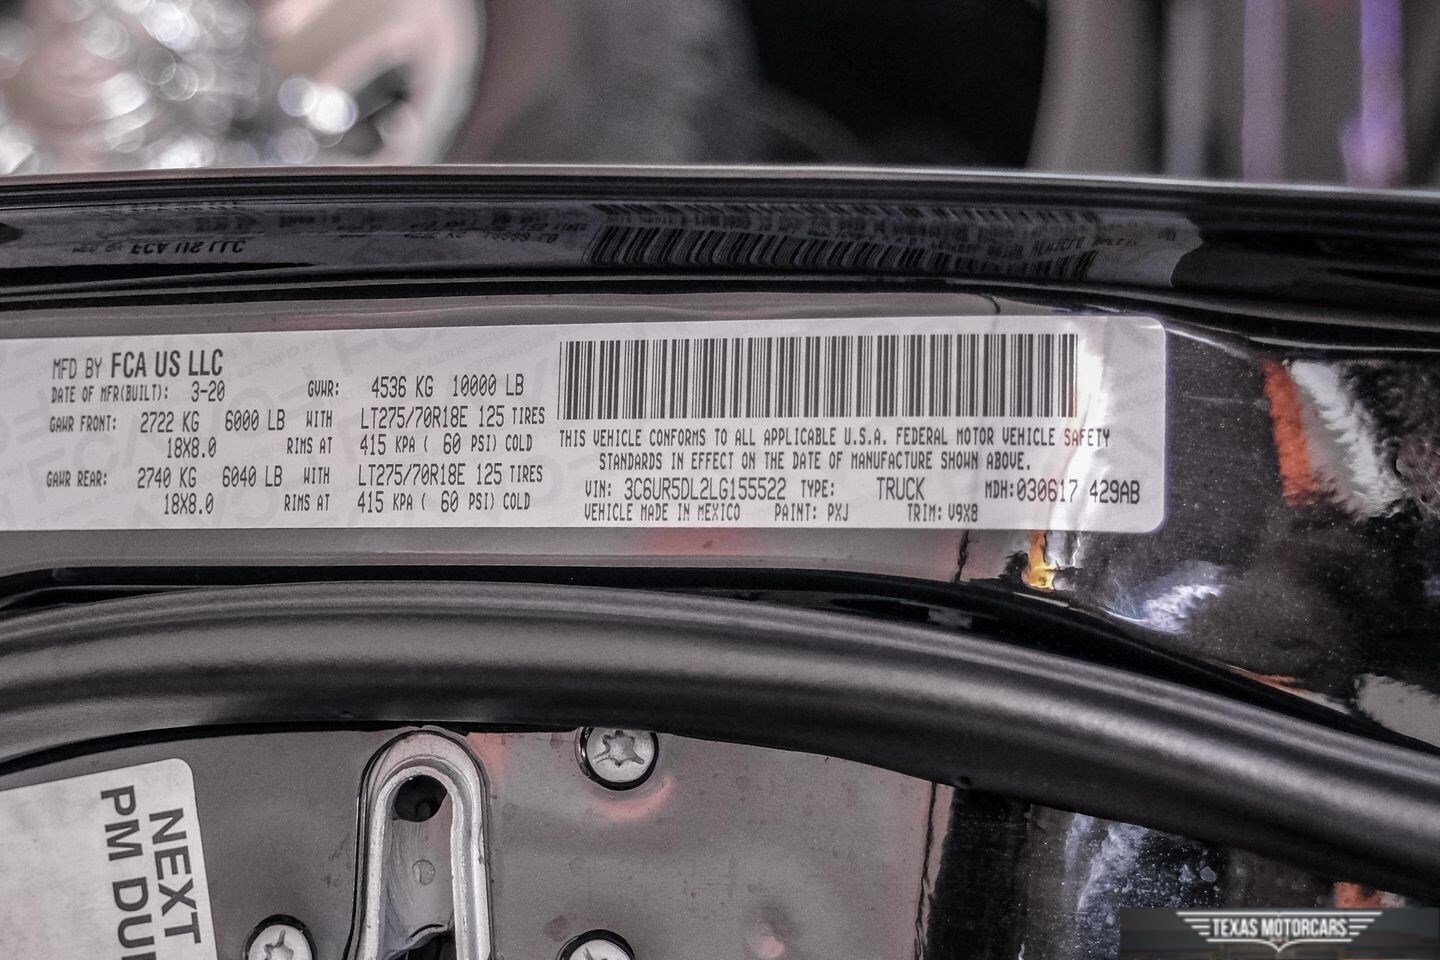 MFD BY FCA US LLC
DATE OF MFR(BUILT): 3-20 GVWR: 4536 KG 10000 LB
GAWR FRONT: 2722 KG 6000 LB WITH LT275/70R18E 125 TIRES
18X8.0 RIMS AT 415 KPA ( 60 PSI) COLD
GAWR REAR: 2740 KG 6040 LB WITH LT275/70R18E 125 TIRES
18X8.0 RIMS AT 415 KPA ( 60 PSI) COLD
THIS VEHICLE CONFORMS TO ALL APPLICABLE U.S.A. FEDERAL MOTOR VEHICLE SAFETY
STANDARDS IN EFFECT ON THE DATE OF MANUFACTURE SHOWN ABOVE.
VIN: 3C6UR5DL2LG155522 TYPE: TRUCK MDH:030617 429AB
VEHICLE MADE IN MEXICO PAINT: PXJ TRIM: V9X8
NEXT
PM DU
TEXAS MOTORCARS